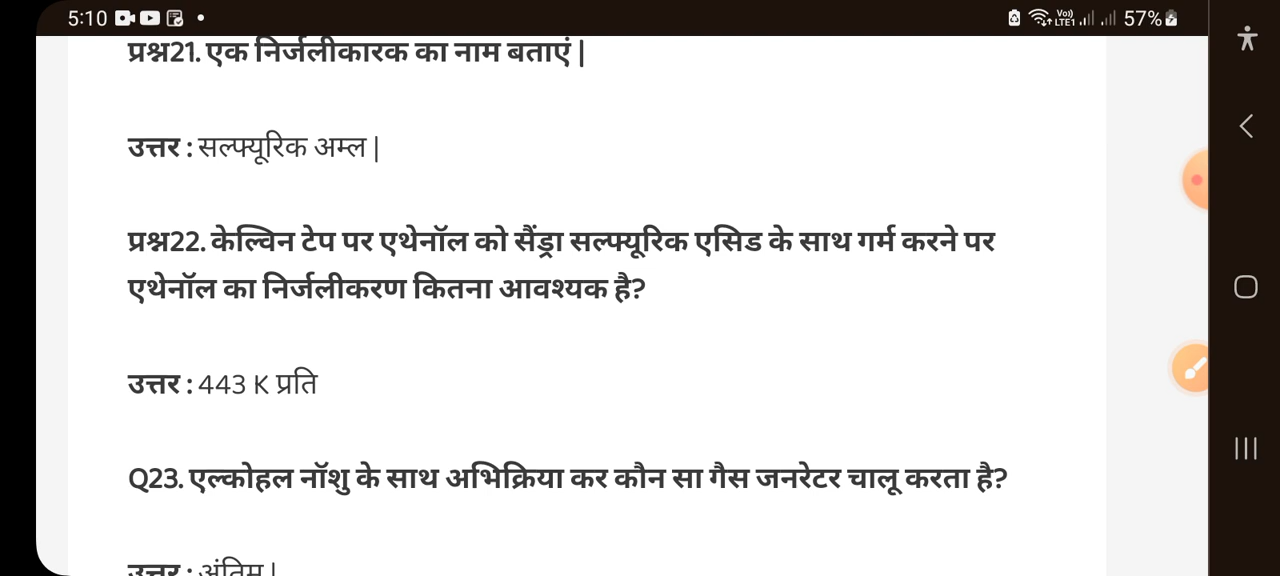 5:10
Vo)
LTE1
57%
प्रश्न21. एक निर्जलीकारक का नाम बताएं |
उत्तर : सल्फ्यूरिक अम्ल |
प्रश्न22. केल्विन टेप पर एथेनॉल को सैंड्रा सल्फ्यूरिक एसिड के साथ गर्म करने पर
एथेनॉल का निर्जलीकरण कितना आवश्यक है?
उत्तर : 443 K प्रति
Q23. एल्कोहल नॉशु के साथ अभिक्रिया कर कौन सा गैस जनरेटर चालू करता है?
उत्तर : अंतिम |